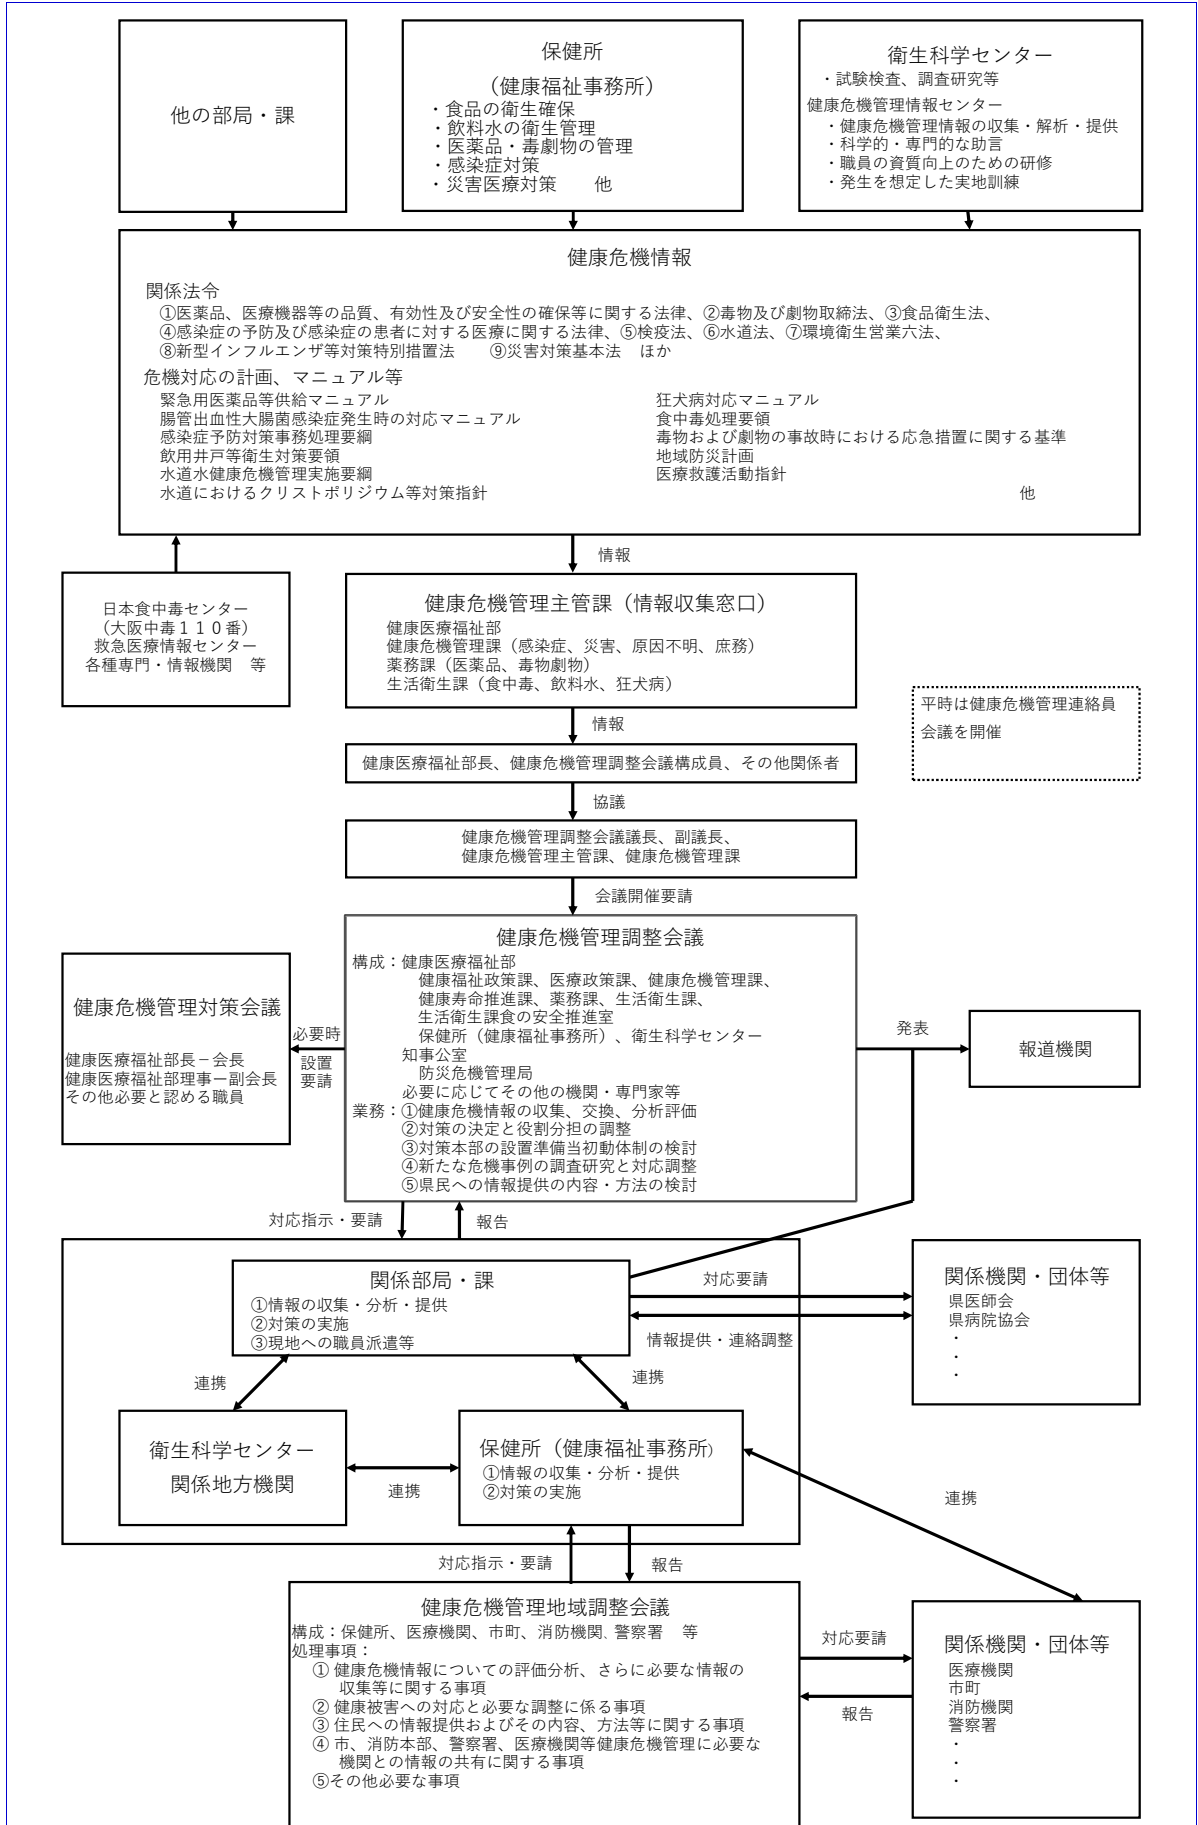 他の部局・課
保健所
（健康福祉事務所）
・食品の衛生確保
・飲料水の衛生管理
・医薬品・毒劇物の管理
・感染症対策
・災害医療対策　　他
衛生科学センター
・試験検査、調査研究等
健康危機管理情報センター
・健康危機管理情報の収集・解析・提供
・科学的・専門的な助言
・職員の資質向上のための研修
・発生を想定した実地訓練
健康危機情報
関係法令
①医薬品、医療機器等の品質、有効性及び安全性の確保等に関する法律、②毒物及び劇物取締法、③食品衛生法、
④感染症の予防及び感染症の患者に対する医療に関する法律、⑤検疫法、⑥水道法、⑦環境衛生営業六法、
⑧新型インフルエンザ等対策特別措置法　　⑨災害対策基本法　ほか
危機対応の計画、マニュアル等
緊急用医薬品等供給マニュアル
腸管出血性大腸菌感染症発生時の対応マニュアル
感染症予防対策事務処理要綱
飲用井戸等衛生対策要領
水道水健康危機管理実施要綱
水道におけるクリストポリジウム等対策指針
狂犬病対応マニュアル
食中毒処理要領
毒物および劇物の事故時における応急措置に関する基準
地域防災計画
医療救護活動指針
他
情報
日本食中毒センター
（大阪中毒１１０番）
救急医療情報センター
各種専門・情報機関　等
健康危機管理主管課（情報収集窓口）
健康医療福祉部
健康危機管理課（感染症、災害、原因不明、庶務）
薬務課（医薬品、毒物劇物）
生活衛生課（食中毒、飲料水、狂犬病）
平時は健康危機管理連絡員
会議を開催
情報
健康医療福祉部長、健康危機管理調整会議構成員、その他関係者
協議
健康危機管理調整会議議長、副議長、
健康危機管理主管課、健康危機管理課
会議開催要請
健康危機管理調整会議
構成：健康医療福祉部
健康福祉政策課、医療政策課、健康危機管理課、
健康寿命推進課、薬務課、生活衛生課、
生活衛生課食の安全推進室
保健所（健康福祉事務所）、衛生科学センター
知事公室
防災危機管理局
必要に応じてその他の機関・専門家等
業務：①健康危機情報の収集、交換、分析評価
②対策の決定と役割分担の調整
③対策本部の設置準備当初動体制の検討
④新たな危機事例の調査研究と対応調整
⑤県民への情報提供の内容・方法の検討
健康危機管理対策会議
健康医療福祉部長－会長
健康医療福祉部理事ー副会長
その他必要と認める職員
必要時
設置
要請
発表
報道機関
対応指示・要請
報告
関係部局・課
①情報の収集・分析・提供
②対策の実施
③現地への職員派遣等
対応要請
情報提供・連絡調整
関係機関・団体等
県医師会
県病院協会
・
・
・
連携
連携
衛生科学センター
関係地方機関
連携
保健所（健康福祉事務所）
①情報の収集・分析・提供
②対策の実施
連携
対応指示・要請
報告
健康危機管理地域調整会議
構成：保健所、医療機関、市町、消防機関、警察署　等
処理事項：
① 健康危機情報についての評価分析、さらに必要な情報の
収集等に関する事項
② 健康被害への対応と必要な調整に係る事項
③ 住民への情報提供およびその内容、方法等に関する事項
④ 市、消防本部、警察署、医療機関等健康危機管理に必要な
機関との情報の共有に関する事項
⑤その他必要な事項
対応要請
報告
関係機関・団体等
医療機関
市町
消防機関
警察署
・
・
・